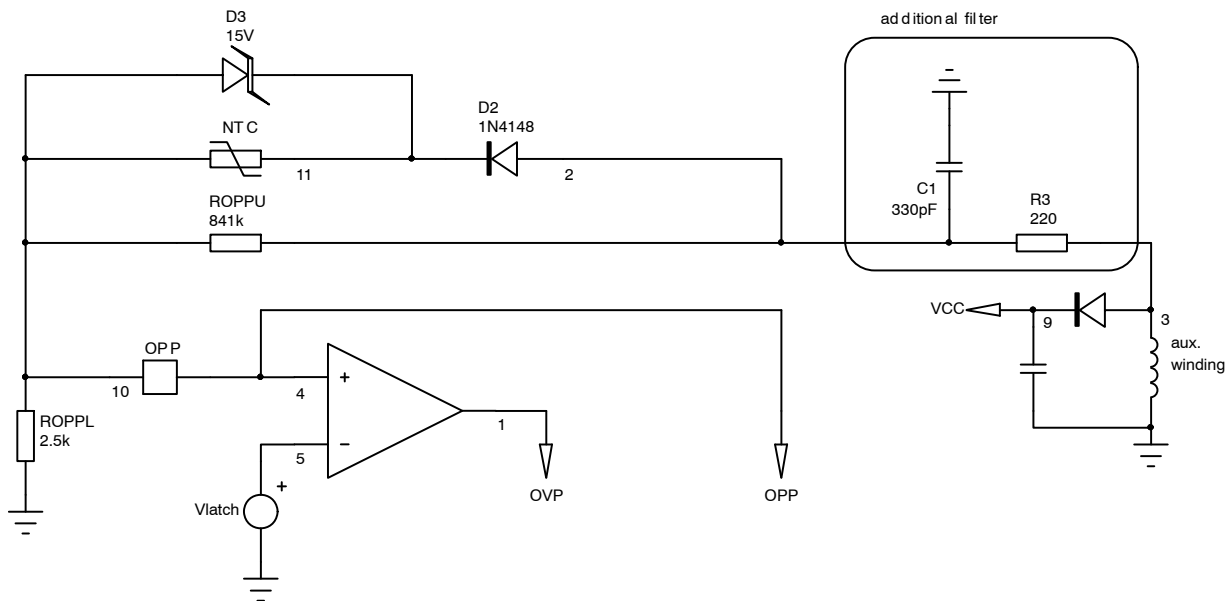 additional filter
D3
15V
D2
1N4148
NTC
11
2
C1
330pF
R3
220
ROPPU
841k
VCC
9
3
aux.
winding
OPP
10
+
4
1
ROPPL
2.5k
5
−
+
Vlatch
OVP
OPP